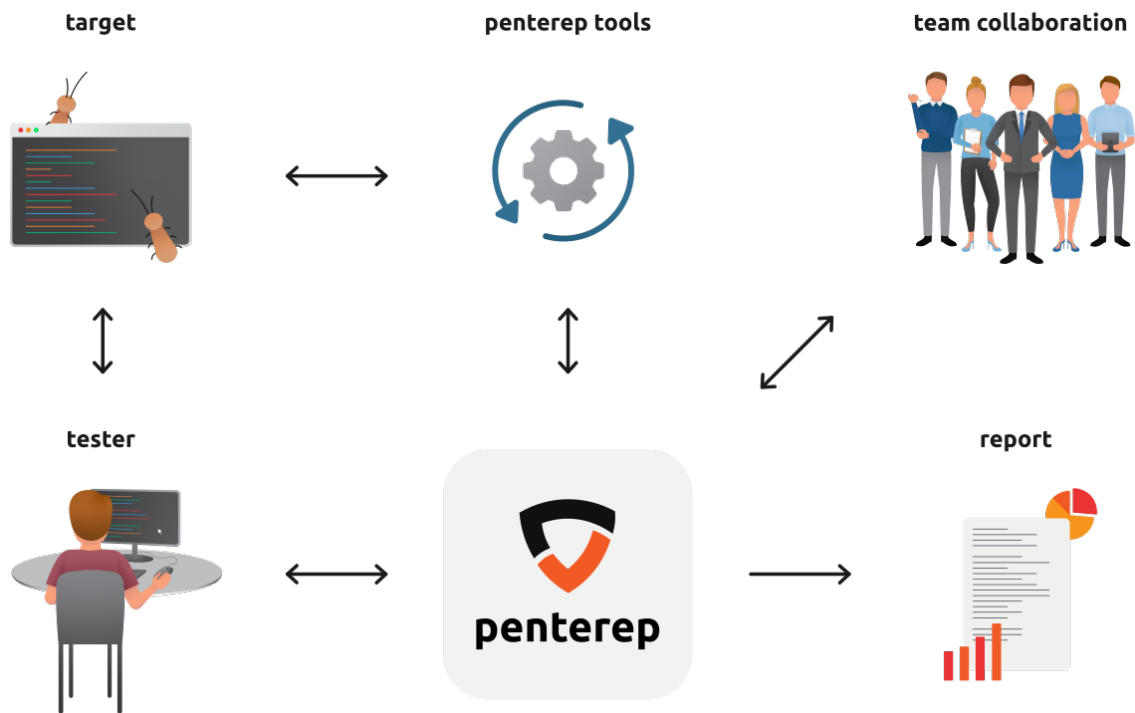 target
penterep tools
team collaboration
tester
report
penterep